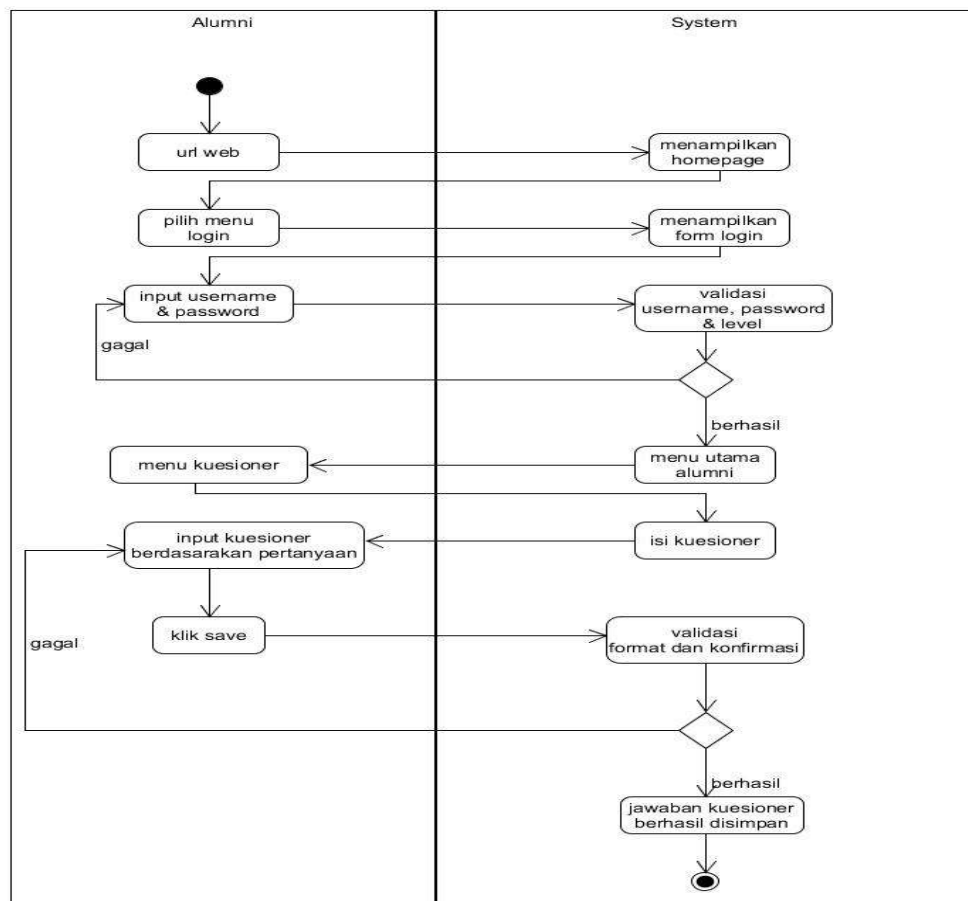 Alumni
System
url web
menampilkan
homepage
pilih menu
login
menampilkan
form login
input username
& password
validasi
username, password
& level
gagal
berhasil
menu kuesioner
menu utama
alumni
input kuesioner
berdasarakan pertanyaan
isi kuesioner
gagal
klik save
validasi
format dan konfirmasi
berhasil
jawaban kuesioner
berhasil disimpan